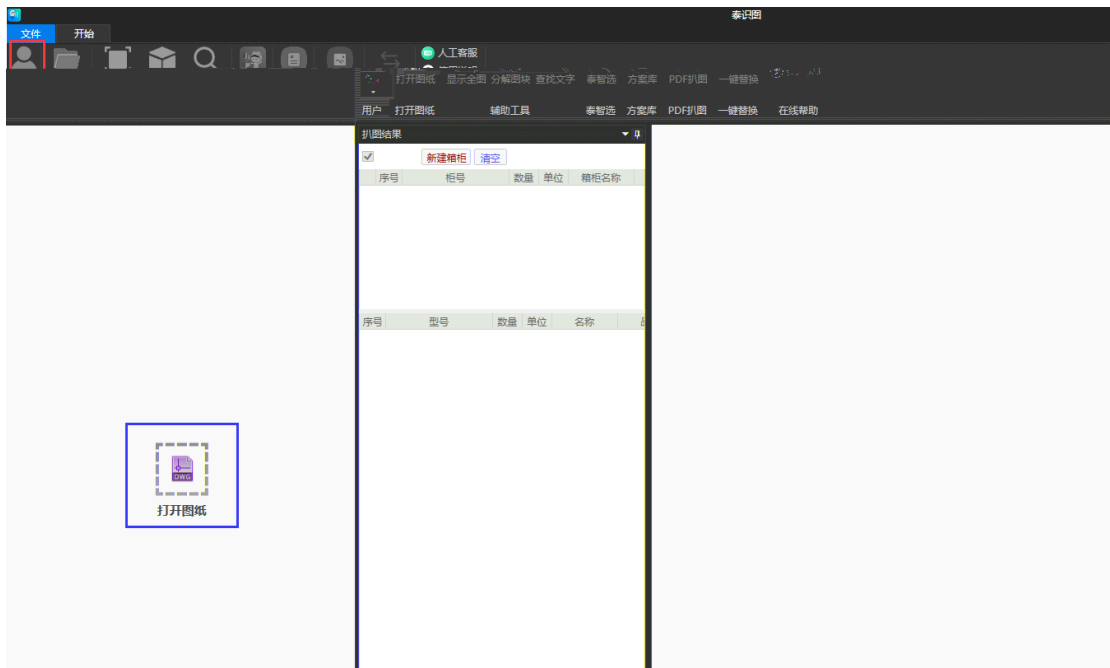 泰识图
文件 开始
人工客服
打开图纸 显示全图 分解图块 查找文字 泰智选 方案库 PDF扒图 一键替换
用户 打开图纸 辅助工具 泰智选 方案库 PDF扒图 一键替换 在线帮助
扒图结果
新建箱柜 清空
序号 柜号 数量 单位 箱柜名称
序号 型号 数量 单位 名称
DWG
打开图纸